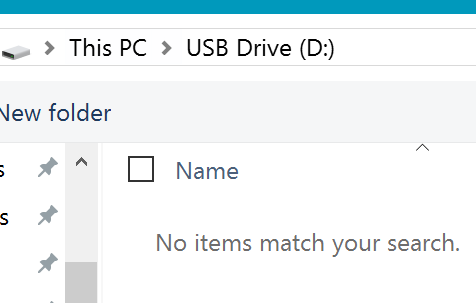 This PC > USB Drive (D:)
New folder
s
Name
s
No items match your search.